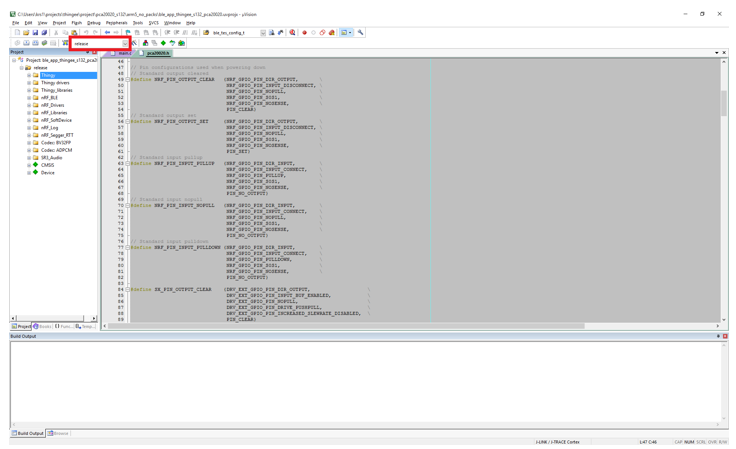 C:\Users\krs1\projects\thingee\project\pca20020_s132\arm5_no_packs\ble_app_thingee_s132_pca20020.uvprojx - µVision
File Edit View Project Flash Debug Peripherals Tools SVCS Window Help
ble_tes_config_t
release
Project
main.c
pca20020.h
Project: ble_app_thingee_s132_pca2
release
Thingy
Thingy drivers
Thingy_libraries
nRF_BLE
nRF_Drivers
nRF_Libraries
nRF_SoftDevice
nRF_Log
nRF_Segger_RTT
Codec: BV32FP
Codec: ADPCM
SR3_Audio
CMSIS
Device
46
47 // Pin configurations used when powering down
48 // Standard output cleared
49 #define NRF_PIN_OUTPUT_CLEAR (NRF_GPIO_PIN_DIR_OUTPUT, \
50 NRF_GPIO_PIN_INPUT_DISCONNECT, \
51 NRF_GPIO_PIN_NOPULL, \
52 NRF_GPIO_PIN_S0S1, \
53 NRF_GPIO_PIN_NOSENSE, \
54 PIN_CLEAR)
55 // Standard output set
56 #define NRF_PIN_OUTPUT_SET (NRF_GPIO_PIN_DIR_OUTPUT, \
57 NRF_GPIO_PIN_INPUT_DISCONNECT, \
58 NRF_GPIO_PIN_NOPULL, \
59 NRF_GPIO_PIN_S0S1, \
60 NRF_GPIO_PIN_NOSENSE, \
61 PIN_SET)
62 // Standard input pullup
63 #define NRF_PIN_INPUT_PULLUP (NRF_GPIO_PIN_DIR_INPUT, \
64 NRF_GPIO_PIN_INPUT_CONNECT, \
65 NRF_GPIO_PIN_PULLUP, \
66 NRF_GPIO_PIN_S0S1, \
67 NRF_GPIO_PIN_NOSENSE, \
68 PIN_NO_OUTPUT)
69 // Standard input nopull
70 #define NRF_PIN_INPUT_NOPULL (NRF_GPIO_PIN_DIR_INPUT, \
71 NRF_GPIO_PIN_INPUT_CONNECT, \
72 NRF_GPIO_PIN_NOPULL, \
73 NRF_GPIO_PIN_S0S1, \
74 NRF_GPIO_PIN_NOSENSE, \
75 PIN_NO_OUTPUT)
76 // Standard input pulldown
77 #define NRF_PIN_INPUT_PULLDOWN (NRF_GPIO_PIN_DIR_INPUT, \
78 NRF_GPIO_PIN_INPUT_CONNECT, \
79 NRF_GPIO_PIN_PULLDOWN, \
80 NRF_GPIO_PIN_S0S1, \
81 NRF_GPIO_PIN_NOSENSE, \
82 PIN_NO_OUTPUT)
83
84 #define SX_PIN_OUTPUT_CLEAR (DRV_EXT_GPIO_PIN_DIR_OUTPUT, \
85 DRV_EXT_GPIO_PIN_INPUT_BUF_ENABLED, \
86 DRV_EXT_GPIO_PIN_NOPULL, \
87 DRV_EXT_GPIO_PIN_DRIVE_PUSHPULL, \
88 DRV_EXT_GPIO_PIN_INCREASED_SLEWRATE_DISABLED, \
89 PIN_CLEAR)
Project Books {} Func... Temp...
Build Output
Build Output Browser
J-LINK / J-TRACE Cortex L:47 C:46 CAP NUM SCRL OVR R/W